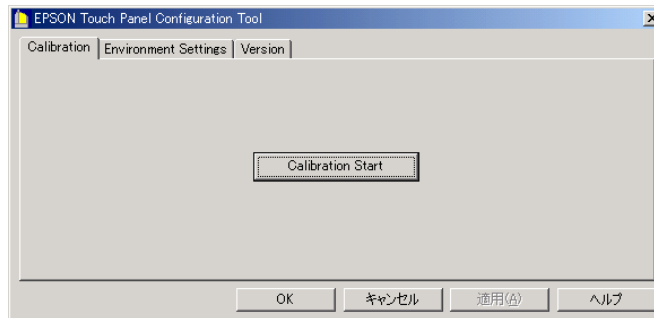 EPSON Touch Panel Configuration Tool
Calibration Environment Settings Version
Calibration Start
OK キャンセル 適用(A) ヘルプ